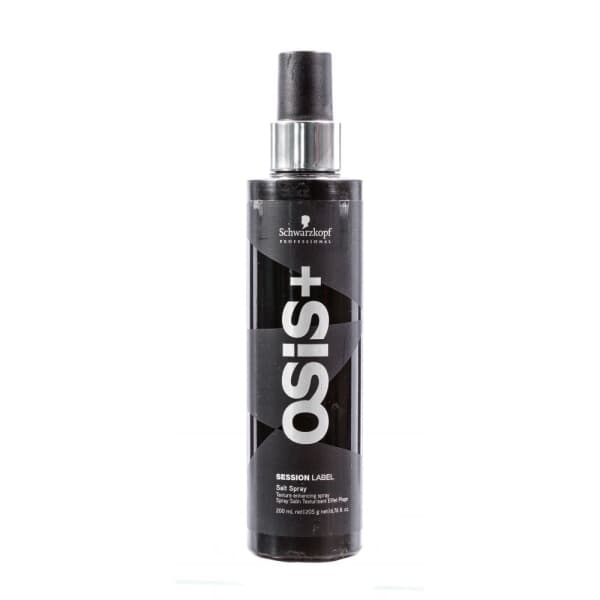 Schwarzkopf
PROFESSIONAL
OSiS+
SESSION LABEL
Salt Spray
Texture enhancing spray
Spray Salin Texturisant Effet Plage
200 mL net|205 g net|6.76 fl. oz.